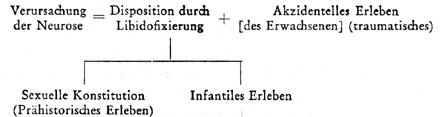 Verursachung = Disposition durch + Akzidentelles Erleben
der Neurose Libidofixierung [des Erwachsenen] (traumatisches)
Sexuelle Konstitution Infantiles Erleben
(Prähistorisches Erleben)